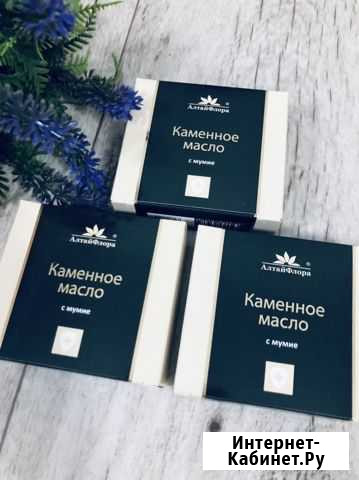 АлтайФлора®
Каменное
масло
с мумие
АлтайФлора®
Каменное
масло
с мумие
АлтайФлора®
Каменное
масло
с мумие
Интернет-
Кабинет.Ру